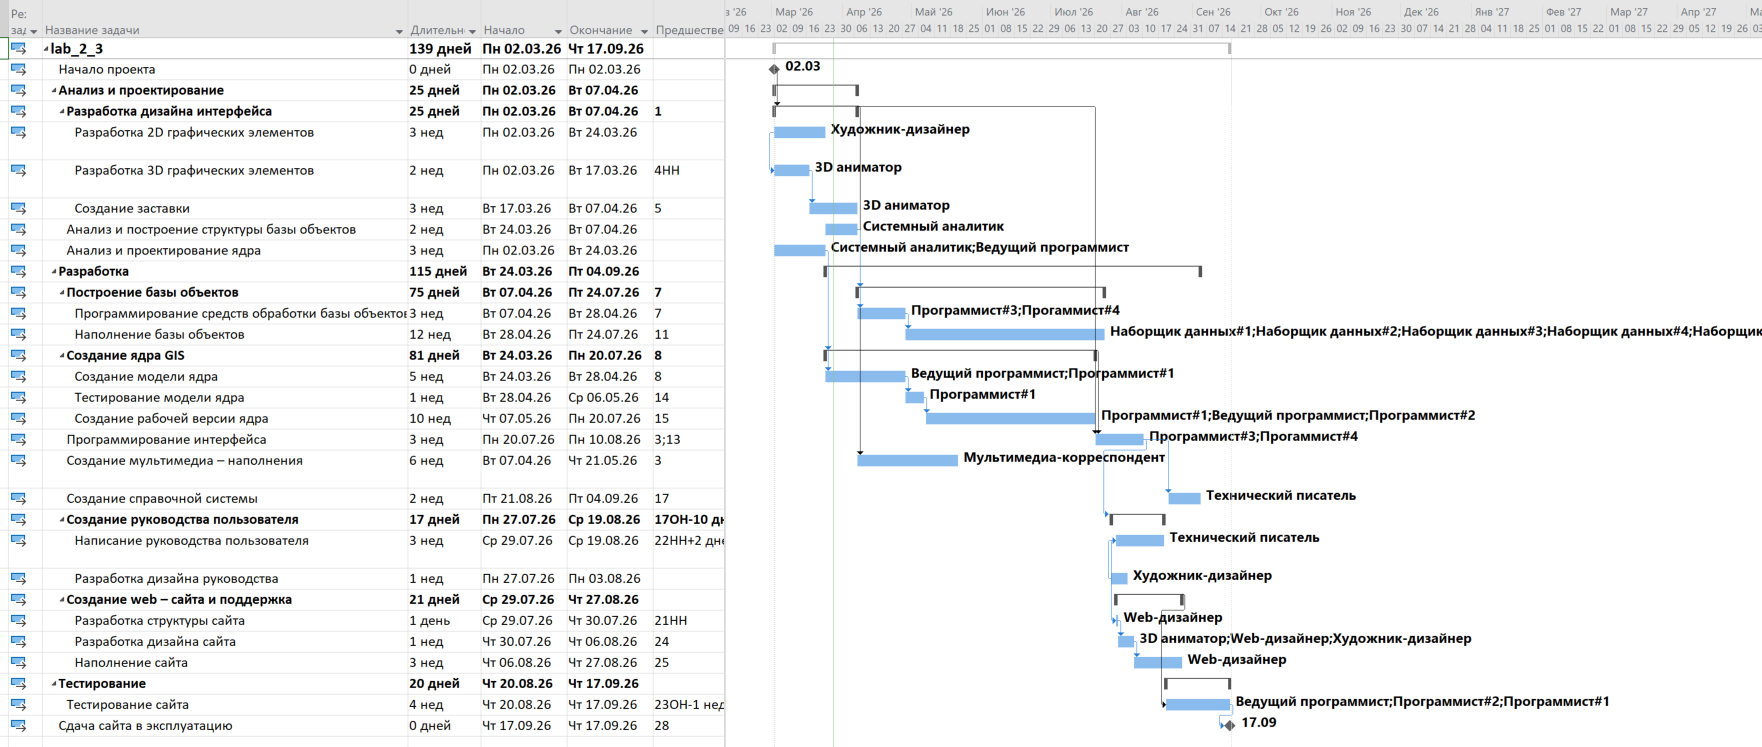 Ре:
зад Название задачи Длительн Начало Окончание Предшестве
з '26 Мар '26 Апр '26 Май '26 Июн '26 Июл '26 Авг '26 Сен '26 Окт '26 Ноя '26 Дек '26 Янв '27 Фев '27 Мар '27 Апр '27 Ма
09 16 23 02 09 16 23 30 06 13 20 27 04 11 18 25 01 08 15 22 29 06 13 20 27 03 10 17 24 31 07 14 21 28 05 12 19 26 02 09 16 23 30 07 14 21 28 04 11 18 25 01 08 15 22 01 08 15 22 29 05 12 19 26 03
lab_2_3 139 дней Пн 02.03.26 Чт 17.09.26
Начало проекта 0 дней Пн 02.03.26 Пн 02.03.26 02.03
Анализ и проектирование 25 дней Пн 02.03.26 Вт 07.04.26
Разработка дизайна интерфейса 25 дней Пн 02.03.26 Вт 07.04.26 1
Разработка 2D графических элементов 3 нед Пн 02.03.26 Вт 24.03.26 Художник-дизайнер
Разработка 3D графических элементов 2 нед Пн 02.03.26 Вт 17.03.26 4НН 3D аниматор
Создание заставки 3 нед Вт 17.03.26 Вт 07.04.26 5 3D аниматор
Анализ и построение структуры базы объектов 2 нед Вт 24.03.26 Вт 07.04.26 Системный аналитик
Анализ и проектирование ядра 3 нед Пн 02.03.26 Вт 24.03.26 Системный аналитик;Ведущий программист
Разработка 115 дней Вт 24.03.26 Пт 04.09.26
Построение базы объектов 75 дней Вт 07.04.26 Пт 24.07.26 7
Программирование средств обработки базы объектов 3 нед Вт 07.04.26 Вт 28.04.26 7 Программист#3;Прогаммист#4
Наполнение базы объектов 12 нед Вт 28.04.26 Пт 24.07.26 11 Наборщик данных#1;Наборщик данных#2;Наборщик данных#3;Наборщик данных#4;Наборщик
Создание ядра GIS 81 дней Вт 24.03.26 Пн 20.07.26 8
Создание модели ядра 5 нед Вт 24.03.26 Вт 28.04.26 8 Ведущий программист;Программист#1
Тестирование модели ядра 1 нед Вт 28.04.26 Ср 06.05.26 14 Программист#1
Создание рабочей версии ядра 10 нед Чт 07.05.26 Пн 20.07.26 15 Программист#1;Ведущий программист;Программист#2
Программирование интерфейса 3 нед Пн 20.07.26 Пн 10.08.26 3;13 Программист#3;Прогаммист#4
Создание мультимедиа – наполнения 6 нед Вт 07.04.26 Чт 21.05.26 3 Мультимедиа-корреспондент
Создание справочной системы 2 нед Пт 21.08.26 Пт 04.09.26 17 Технический писатель
Создание руководства пользователя 17 дней Пн 27.07.26 Ср 19.08.26 17ОН-10 дн
Написание руководства пользователя 3 нед Ср 29.07.26 Ср 19.08.26 22НН+2 дне Технический писатель
Разработка дизайна руководства 1 нед Пн 27.07.26 Пн 03.08.26 Художник-дизайнер
Создание web – сайта и поддержка 21 дней Ср 29.07.26 Чт 27.08.26
Разработка структуры сайта 1 день Ср 29.07.26 Чт 30.07.26 21НН Web-дизайнер
Разработка дизайна сайта 1 нед Чт 30.07.26 Чт 06.08.26 24 3D аниматор;Web-дизайнер;Художник-дизайнер
Наполнение сайта 3 нед Чт 06.08.26 Чт 27.08.26 25 Web-дизайнер
Тестирование 20 дней Чт 20.08.26 Чт 17.09.26
Тестирование сайта 4 нед Чт 20.08.26 Чт 17.09.26 23ОН-1 нед Ведущий программист;Программист#2;Программист#1
Сдача сайта в эксплуатацию 0 дней Чт 17.09.26 Чт 17.09.26 28 17.09